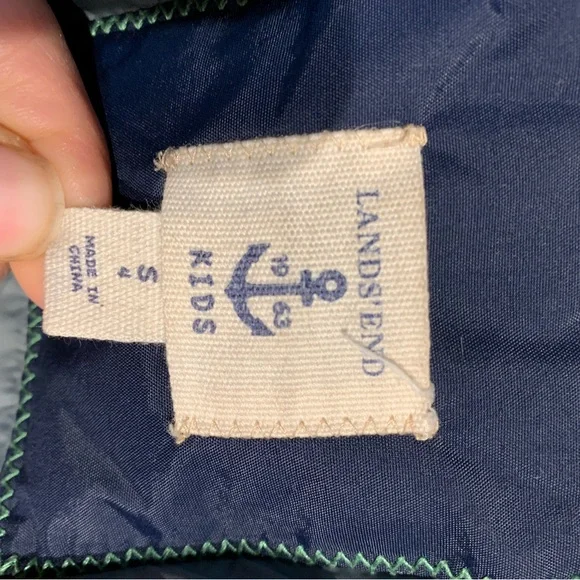 LANDS' END
19 63
KIDS
S
4
MADE IN
CHINA